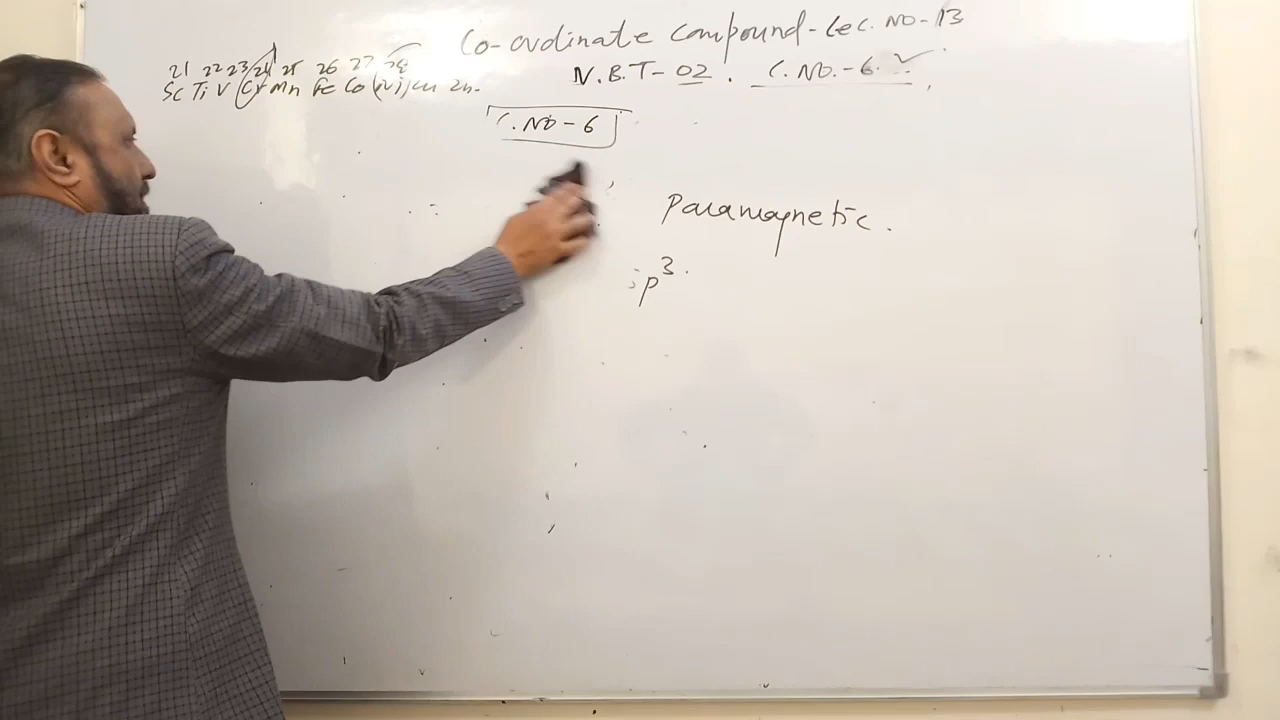 Co-ordinate compound - Lec. NO - 13
21 22 23 24 25 26 27 28
Sc Ti V Cr Mn Fe Co Ni Cu Zn.
V.B.T - 02. C.NO. - 6.
C.NO - 6
Paramagnetic.
p³.